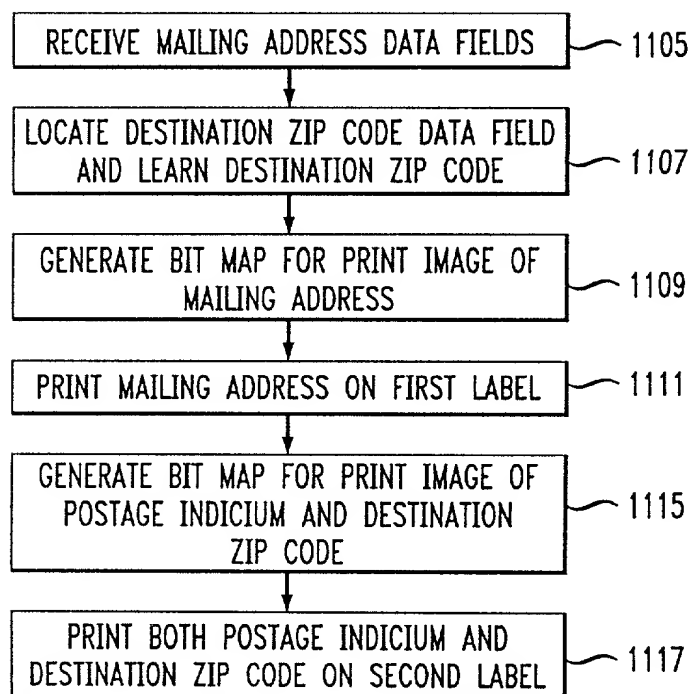 RECEIVE MAILING ADDRESS DATA FIELDS 1105
LOCATE DESTINATION ZIP CODE DATA FIELD
AND LEARN DESTINATION ZIP CODE 1107
GENERATE BIT MAP FOR PRINT IMAGE OF
MAILING ADDRESS 1109
PRINT MAILING ADDRESS ON FIRST LABEL 1111
GENERATE BIT MAP FOR PRINT IMAGE OF
POSTAGE INDICIUM AND DESTINATION 1115
ZIP CODE
PRINT BOTH POSTAGE INDICIUM AND
DESTINATION ZIP CODE ON SECOND LABEL 1117